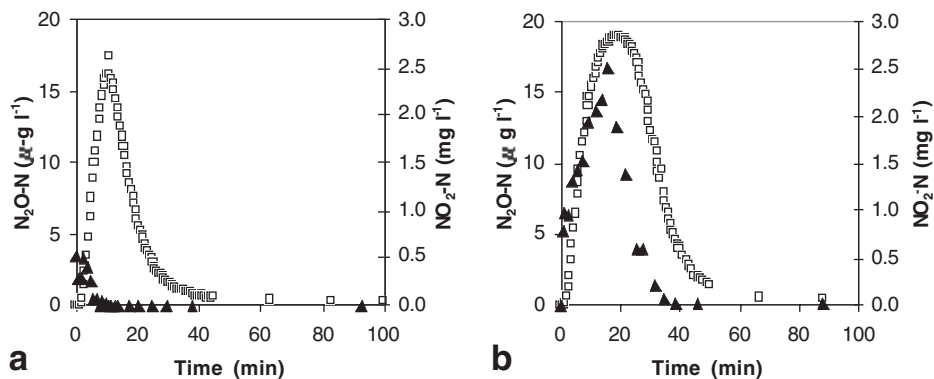 20 3.0 20 3.0
15 2.5 15 2.5
2.0 2.0
10 1.5 10 1.5
5 1.0 5 1.0
0.5 0.5
0 0.0 0 0.0
N₂O-N (μ-g l⁻¹)
NO₂-N (mg l⁻¹)
N₂O-N (μ g l⁻¹)
NO₂-N (mg l⁻¹)
0 20 40 60 80 100 0 20 40 60 80 100
a Time (min) b Time (min)